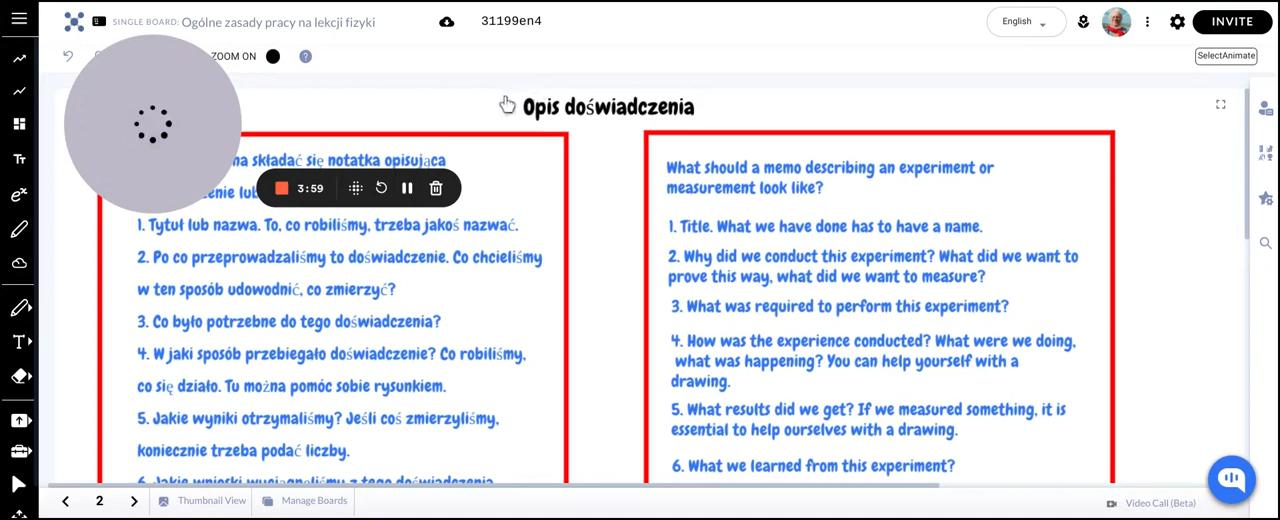 SINGLE BOARD: Ogólne zasady pracy na lekcji fizyki
31199en4
English
INVITE
ZOOM ON
?
SelectAnimate
Opis doświadczenia
składać się notatka opisująca
lub
3:59
1. Tytuł lub nazwa. To, co robiliśmy, trzeba jakoś nazwać.
2. Po co przeprowadzaliśmy to doświadczenie. Co chcieliśmy
w ten sposób udowodnić, co zmierzyć?
3. Co było potrzebne do tego doświadczenia?
4. W jaki sposób przebiegało doświadczenie? Co robiliśmy,
co się działo. Tu można pomóc sobie rysunkiem.
5. Jakie wyniki otrzymaliśmy? Jeśli coś zmierzyliśmy,
koniecznie trzeba podać liczby.
6. Jakie wnioski wyciągnęliśmy z tego doświadczenia
What should a memo describing an experiment or
measurement look like?
1. Title. What we have done has to have a name.
2. Why did we conduct this experiment? What did we want to
prove this way, what did we want to measure?
3. What was required to perform this experiment?
4. How was the experience conducted? What were we doing,
what was happening? You can help yourself with a
drawing.
5. What results did we get? If we measured something, it is
essential to help ourselves with a drawing.
6. What we learned from this experiment?
2
Thumbnail View
Manage Boards
Video Call (Beta)